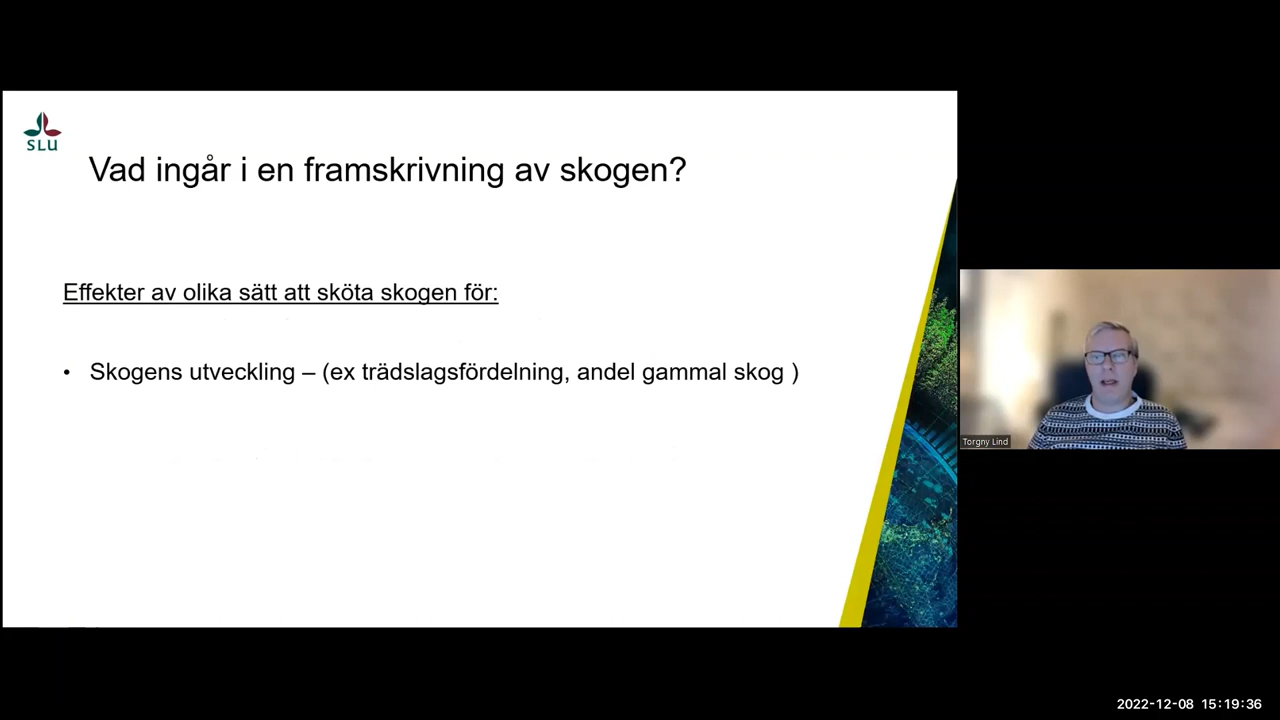 SLU
Vad ingår i en framskrivning av skogen?
Effekter av olika sätt att sköta skogen för:
• Skogens utveckling – (ex trädslagsfördelning, andel gammal skog )
Torgny Lind
2022-12-08 15:19:36